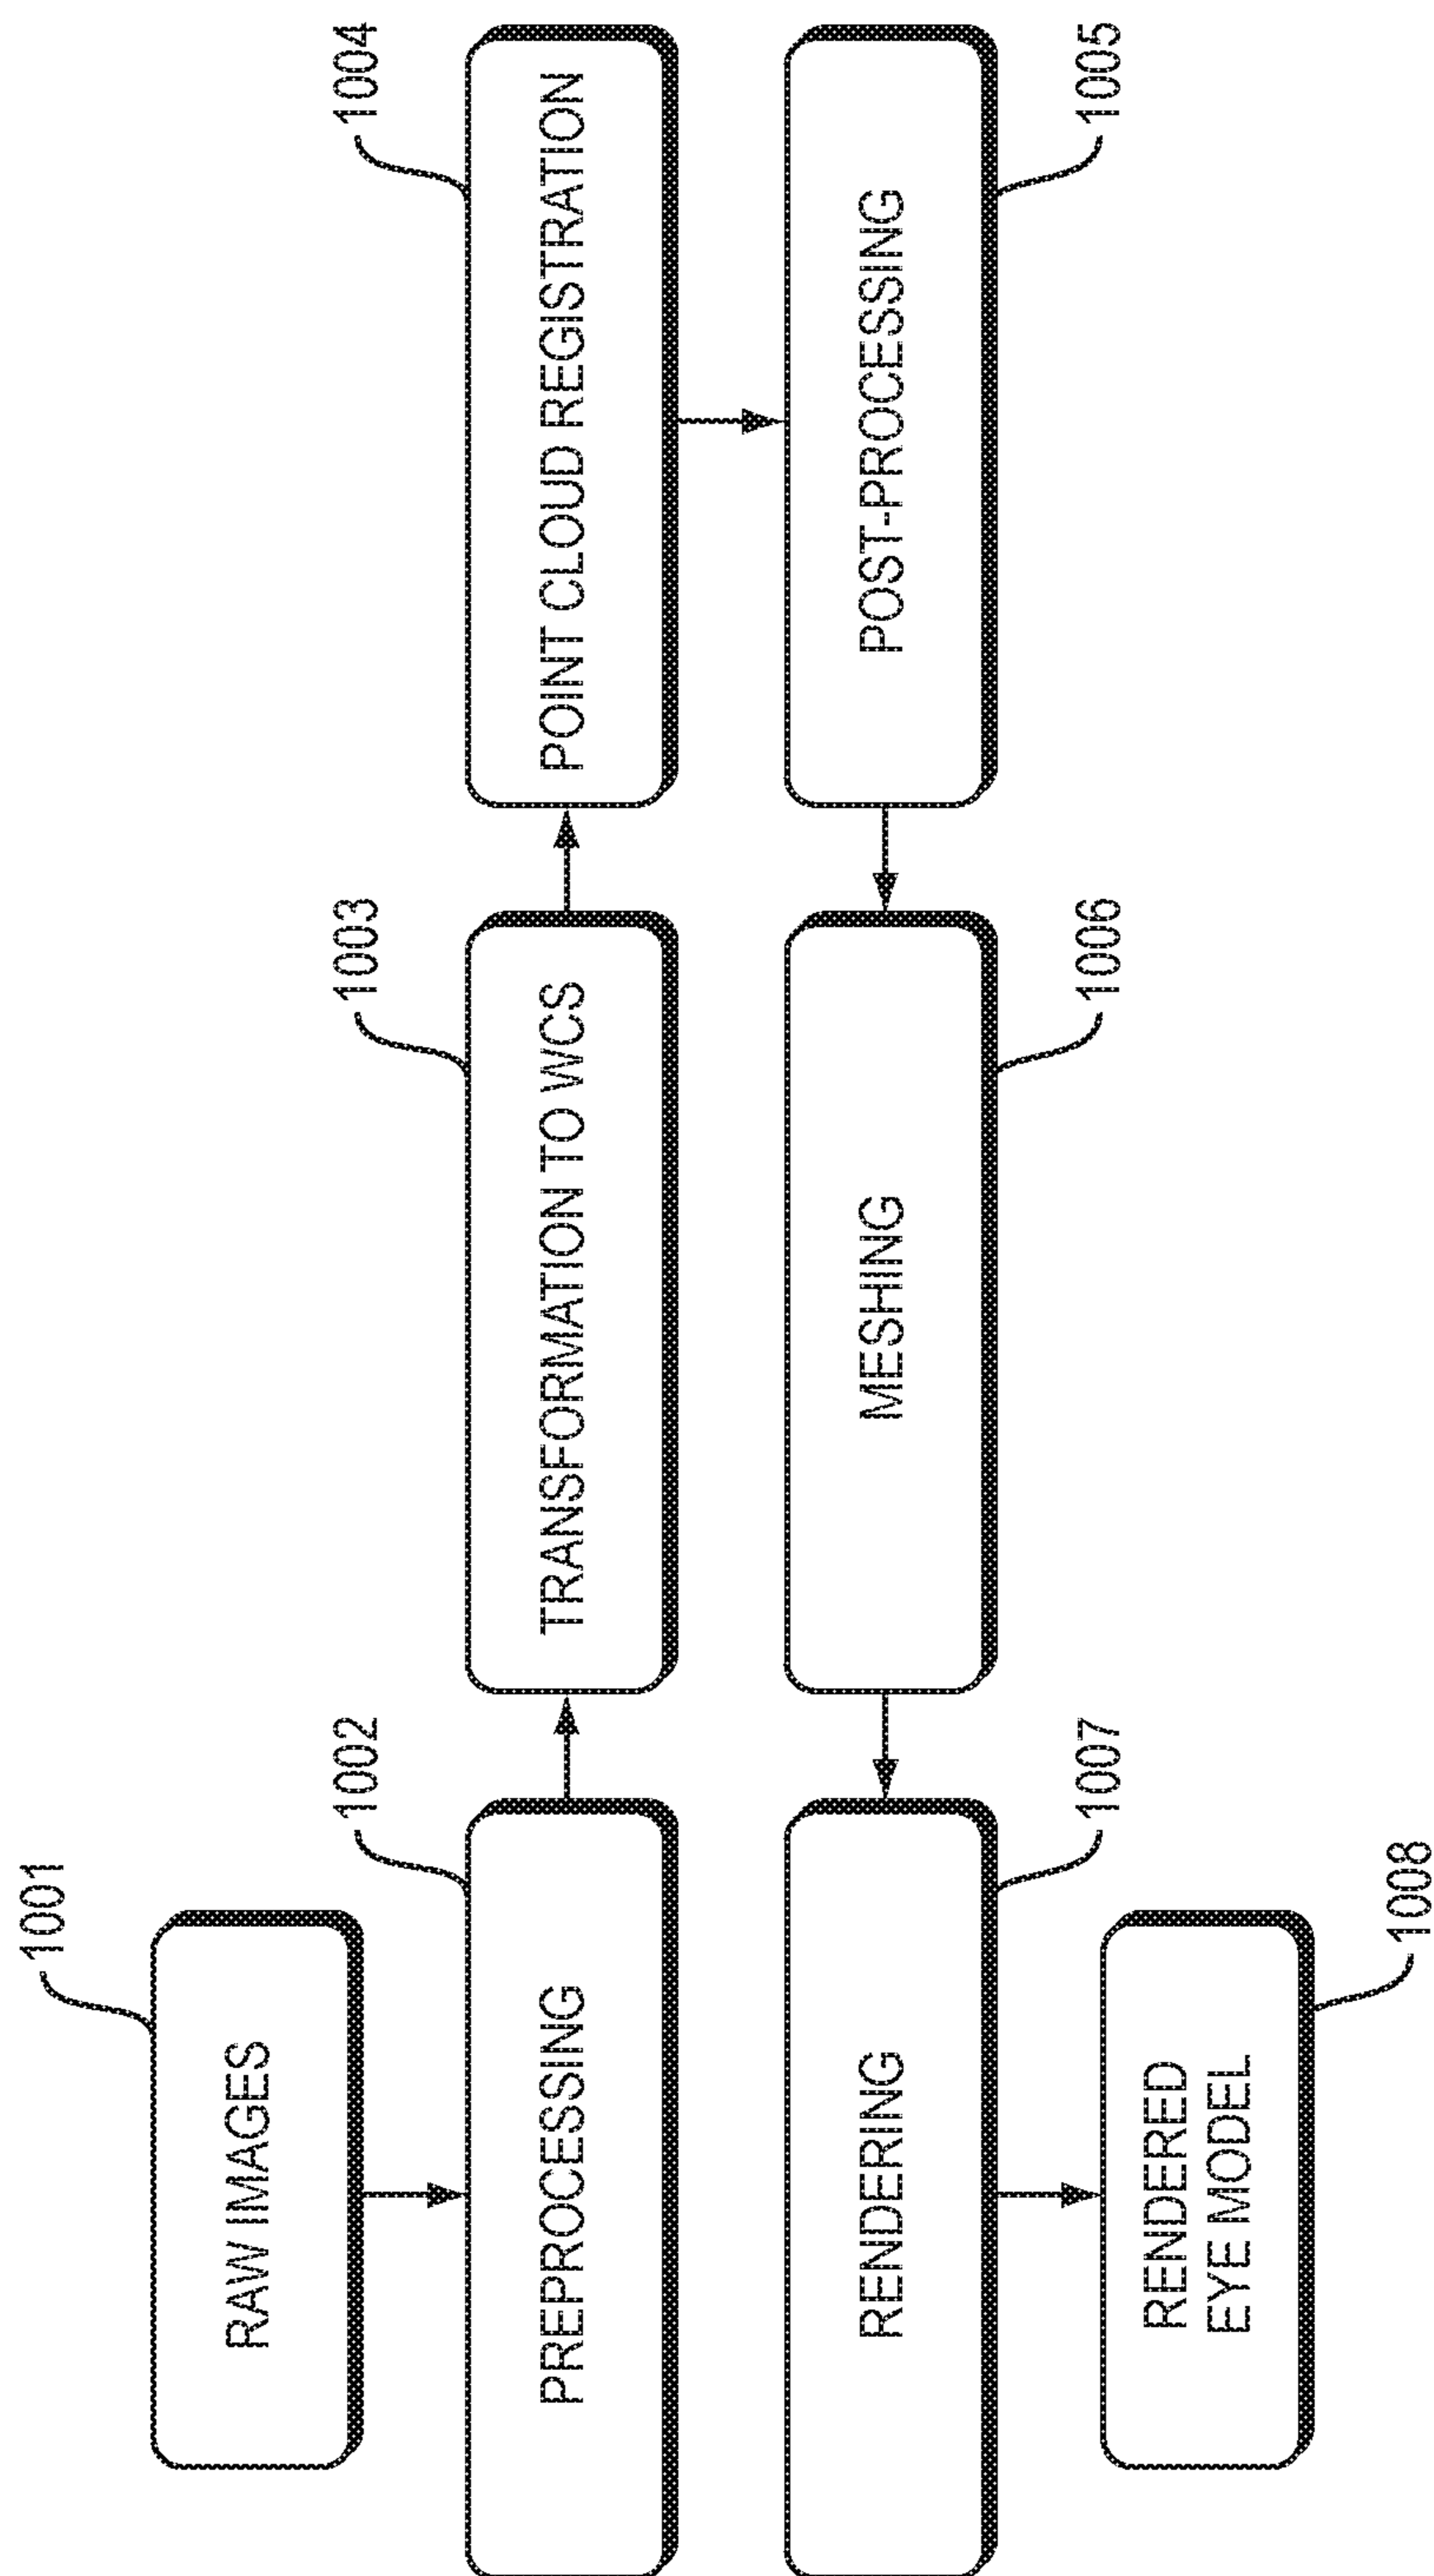 1001
RAW IMAGES
1002
PREPROCESSING
1003
TRANSFORMATION TO WCS
1004
POINT CLOUD REGISTRATION
POST-PROCESSING
1005
MESHING
1006
RENDERING
1007
RENDERED
EYE MODEL
1008